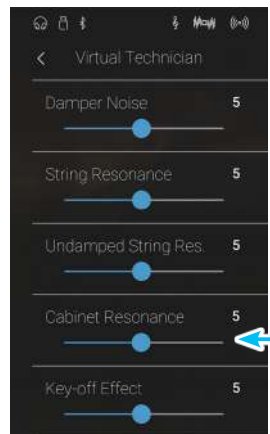 Virtual Technician
Damper Noise 5
String Resonance 5
Undamped String Res. 5
Cabinet Resonance 5
Key-off Effect 5